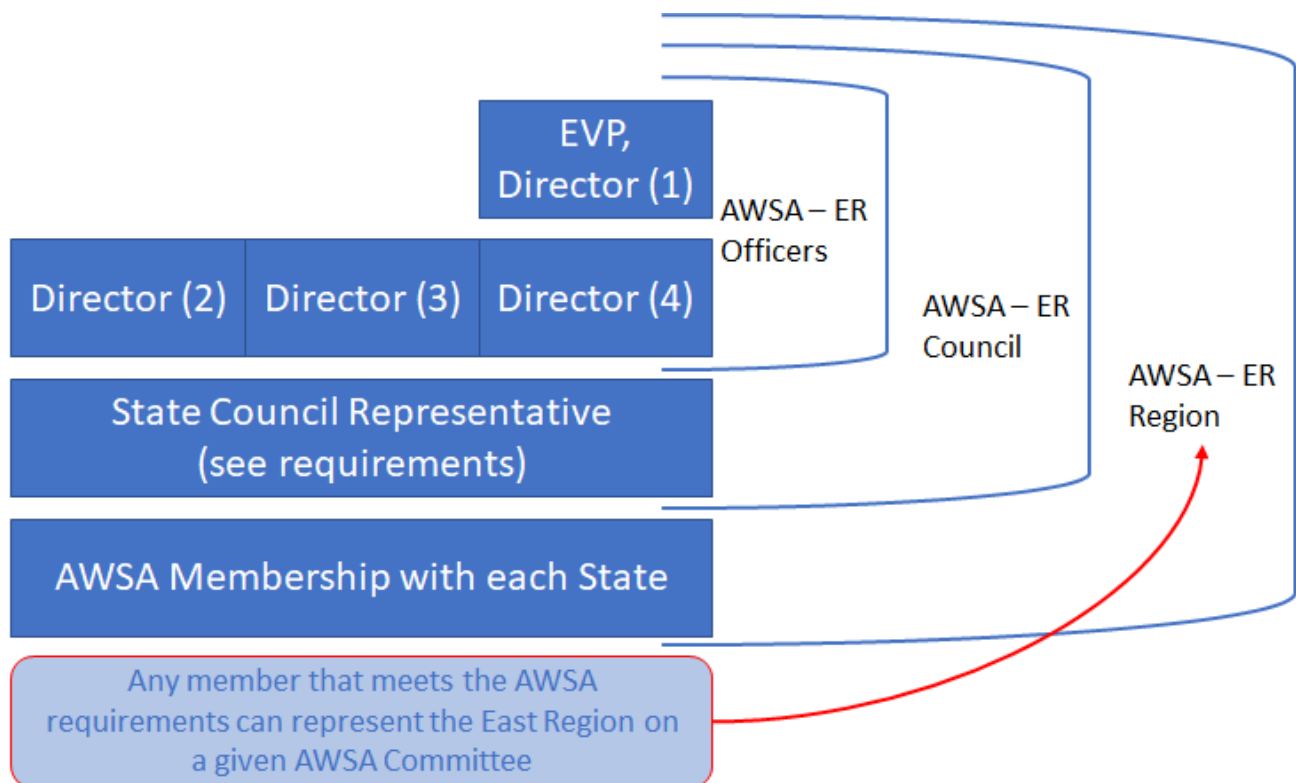 EVP,
Director (1)
AWSA – ER
Officers
Director (2)
Director (3)
Director (4)
AWSA – ER
Council
AWSA – ER
Region
State Council Representative
(see requirements)
AWSA Membership with each State
Any member that meets the AWSA
requirements can represent the East Region on
a given AWSA Committee